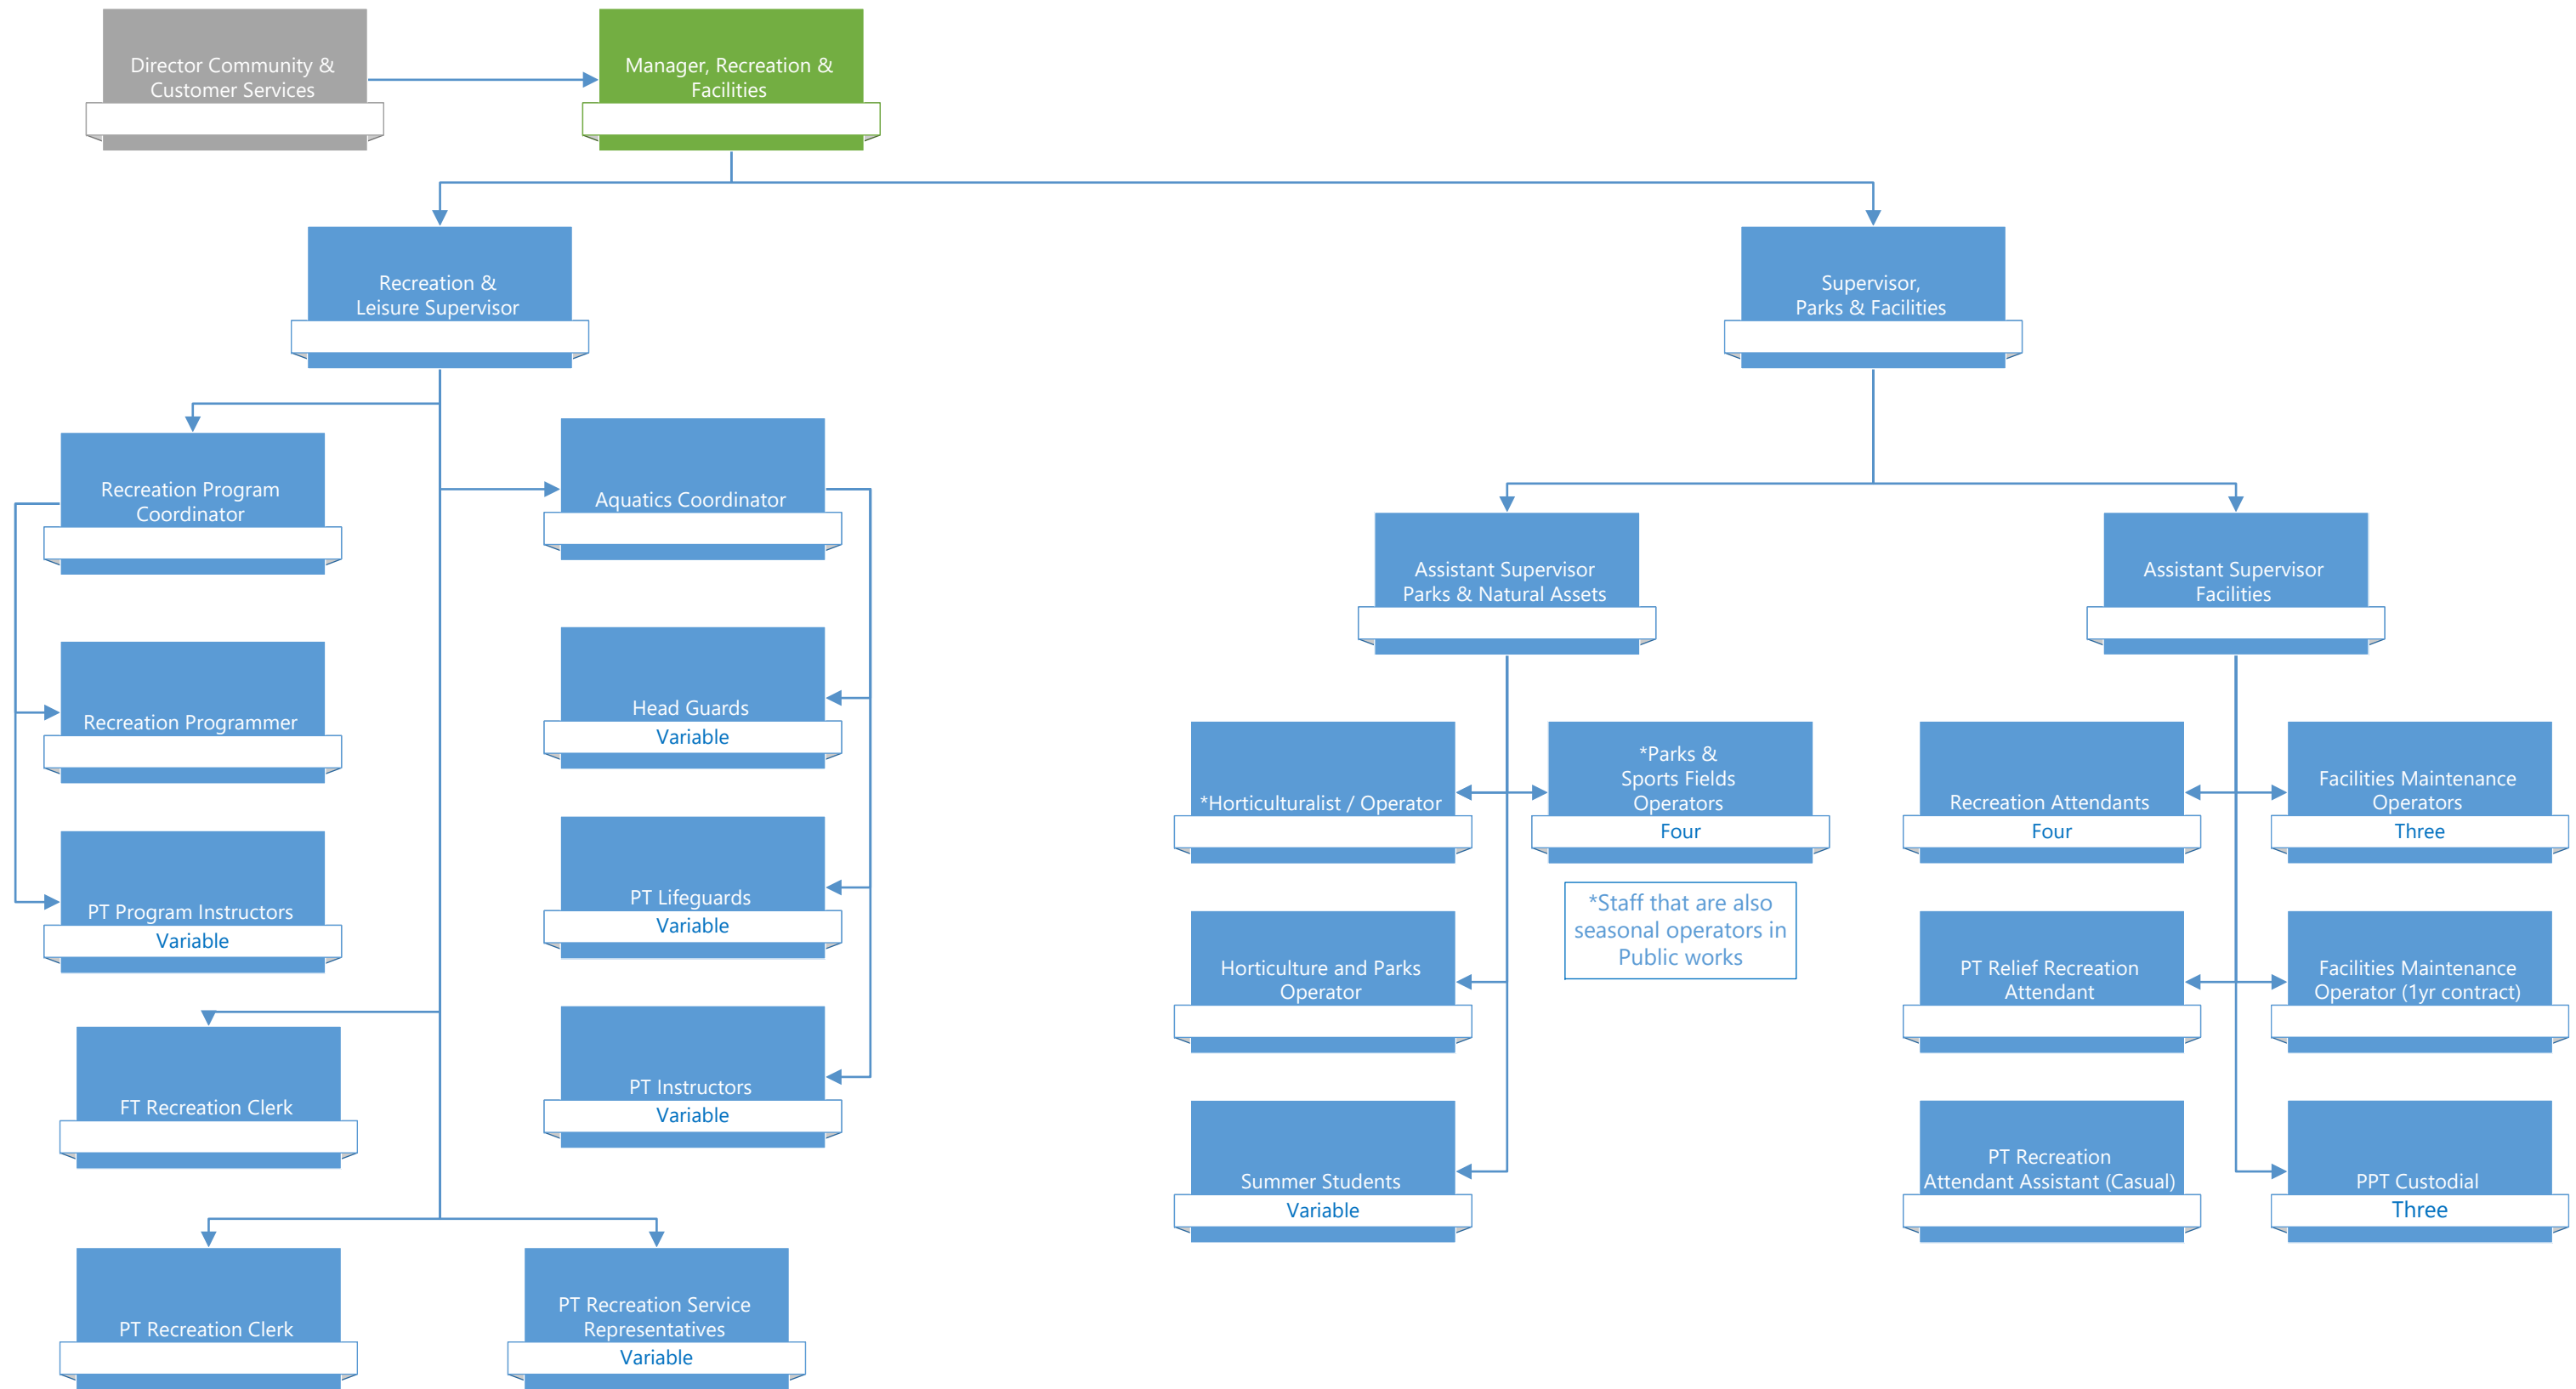 Director Community &
Customer Services
Manager, Recreation &
Facilities
Recreation &
Leisure Supervisor
Supervisor,
Parks & Facilities
Recreation Program
Coordinator
Aquatics Coordinator
Assistant Supervisor
Parks & Natural Assets
Assistant Supervisor
Facilities
Recreation Programmer
Head Guards
Variable
*Horticulturalist / Operator
*Parks &
Sports Fields
Operators
Four
Recreation Attendants
Four
Facilities Maintenance
Operators
Three
PT Program Instructors
Variable
PT Lifeguards
Variable
*Staff that are also
seasonal operators in
Public works
Horticulture and Parks
Operator
PT Relief Recreation
Attendant
Facilities Maintenance
Operator (1yr contract)
FT Recreation Clerk
PT Instructors
Variable
Summer Students
Variable
PT Recreation
Attendant Assistant (Casual)
PPT Custodial
Three
PT Recreation Clerk
PT Recreation Service
Representatives
Variable